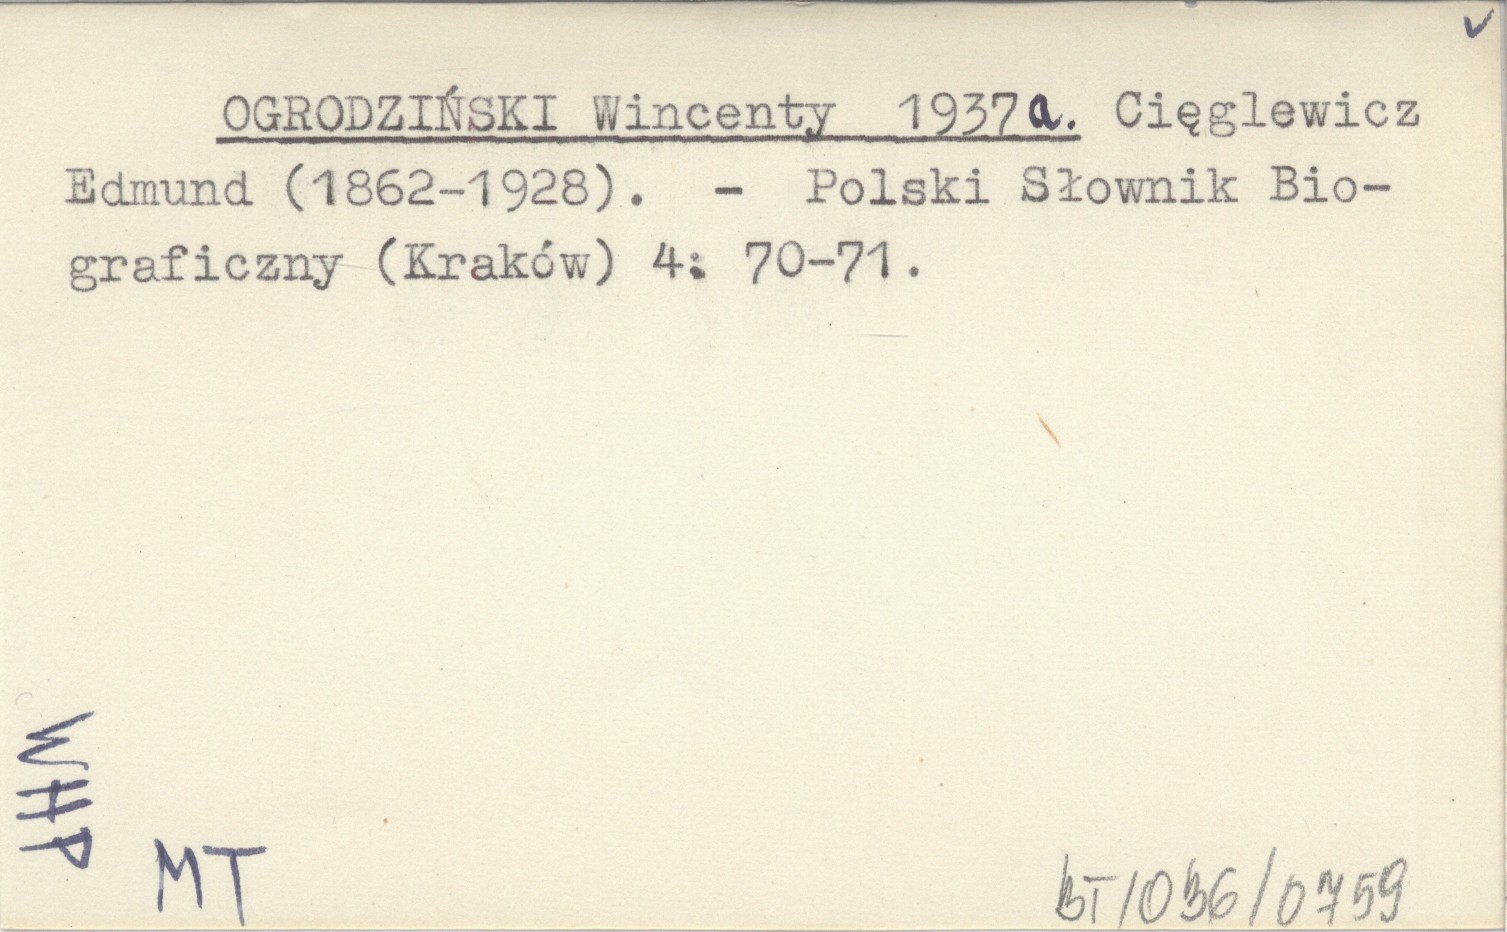 OGRODZIŃSKI Wincenty 1937a. Cięglewicz
Edmund (1862-1928). - Polski Słownik Bio-
graficzny (Kraków) 4: 70-71.
WHP
MT
BT/036/0759